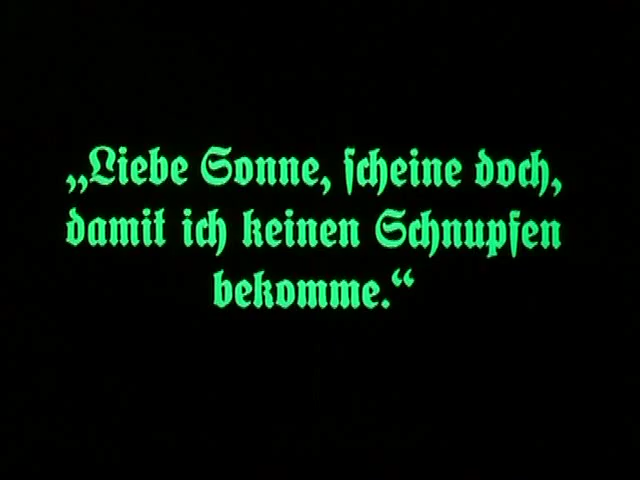 „Liebe Sonne, scheine doch,
damit ich keinen Schnupfen
bekomme.“